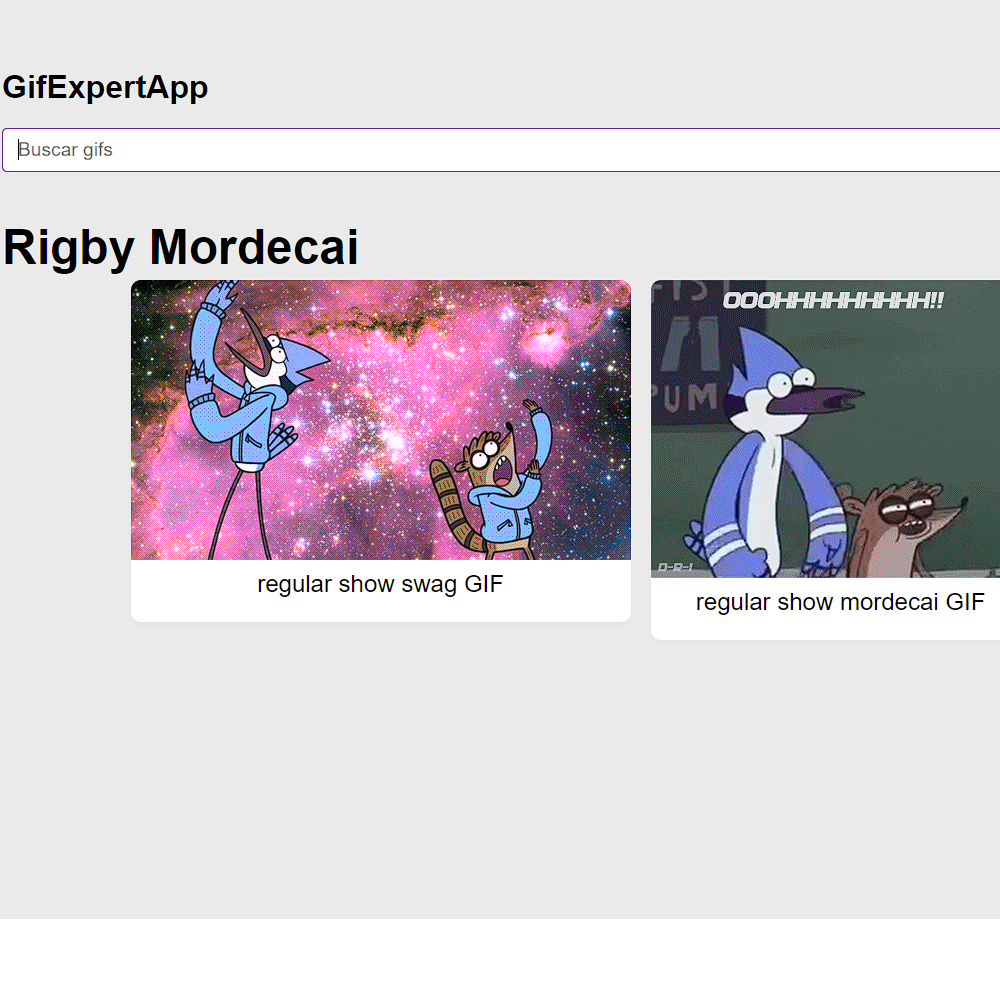 GifExpertApp
Buscar gifs
Rigby Mordecai
FIST
PUM
OOOHHHHHHHHH!!
D-R-I
regular show swag GIF
regular show mordecai GIF